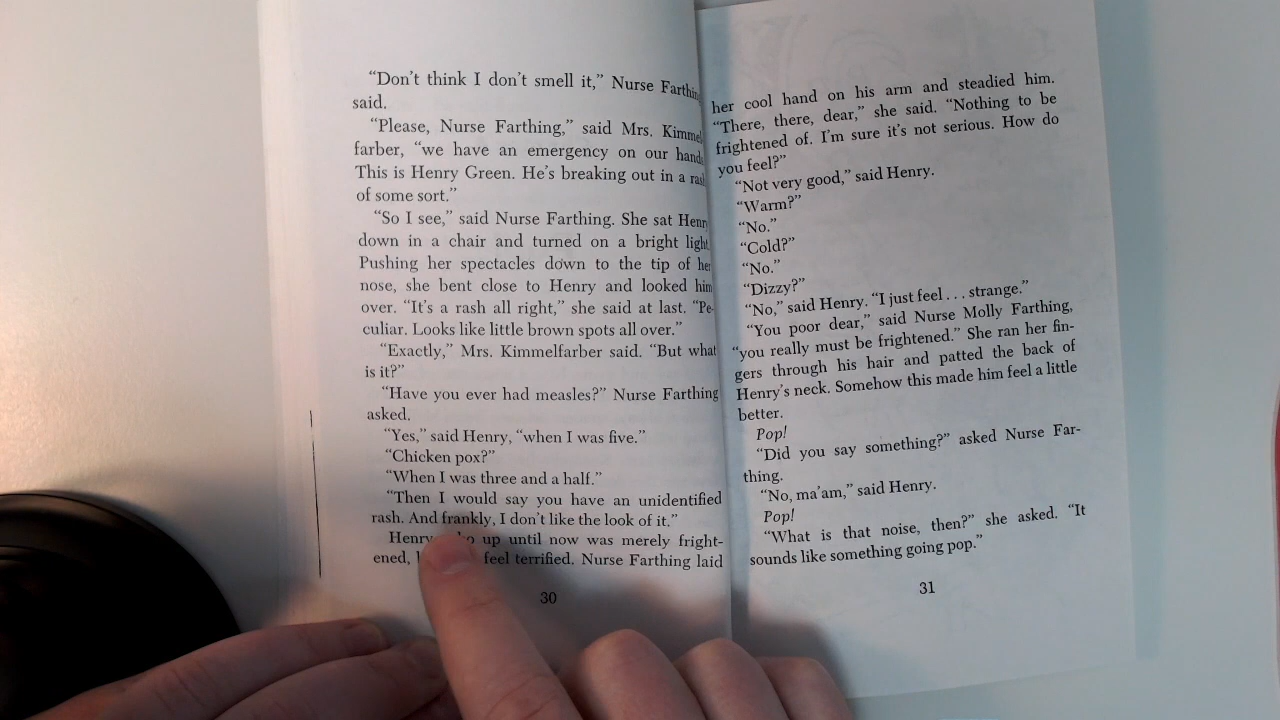 “Don’t think I don’t smell it,” Nurse Farthing
said.
“Please, Nurse Farthing,” said Mrs. Kimmel
farber, “we have an emergency on our hands
This is Henry Green. He’s breaking out in a
of some sort.”
“So I see,” said Nurse Farthing. She sat Henry
down in a chair and turned on a bright light
Pushing her spectacles down to the tip of her
nose, she bent close to Henry and looked him
over. “It’s a rash all right,” she said at last. “Pe-
culiar. Looks like little brown spots all over.”
“Exactly,” Mrs. Kimmelfarber said. “But what
is it?”
“Have you ever had measles?” Nurse Farthing
asked.
“Yes,” said Henry, “when I was five.”
“Chicken pox?”
“When I was three and a half.”
“Then I would say you have an unidentified
rash. And frankly, I don’t like the look of it.”
Henry, up until now was merely fright-
ened, feel terrified. Nurse Farthing laid
30
her cool hand on his arm and steadied him.
“There, there, dear,” she said. “Nothing to be
frightened of. I’m sure it’s not serious. How do
you feel?”
“Not very good,” said Henry.
“Warm?”
“No.”
“Cold?”
“No.”
“Dizzy?”
“No,” said Henry. “I just feel . . . strange.”
“You poor dear,” said Nurse Molly Farthing,
“you really must be frightened.” She ran her fin-
gers through his hair and patted the back of
Henry’s neck. Somehow this made him feel a little
better.
Pop!
“Did you say something?” asked Nurse Far-
thing.
“No, ma’am,” said Henry.
Pop!
“What is that noise, then?” she asked. “It
sounds like something going pop.”
31